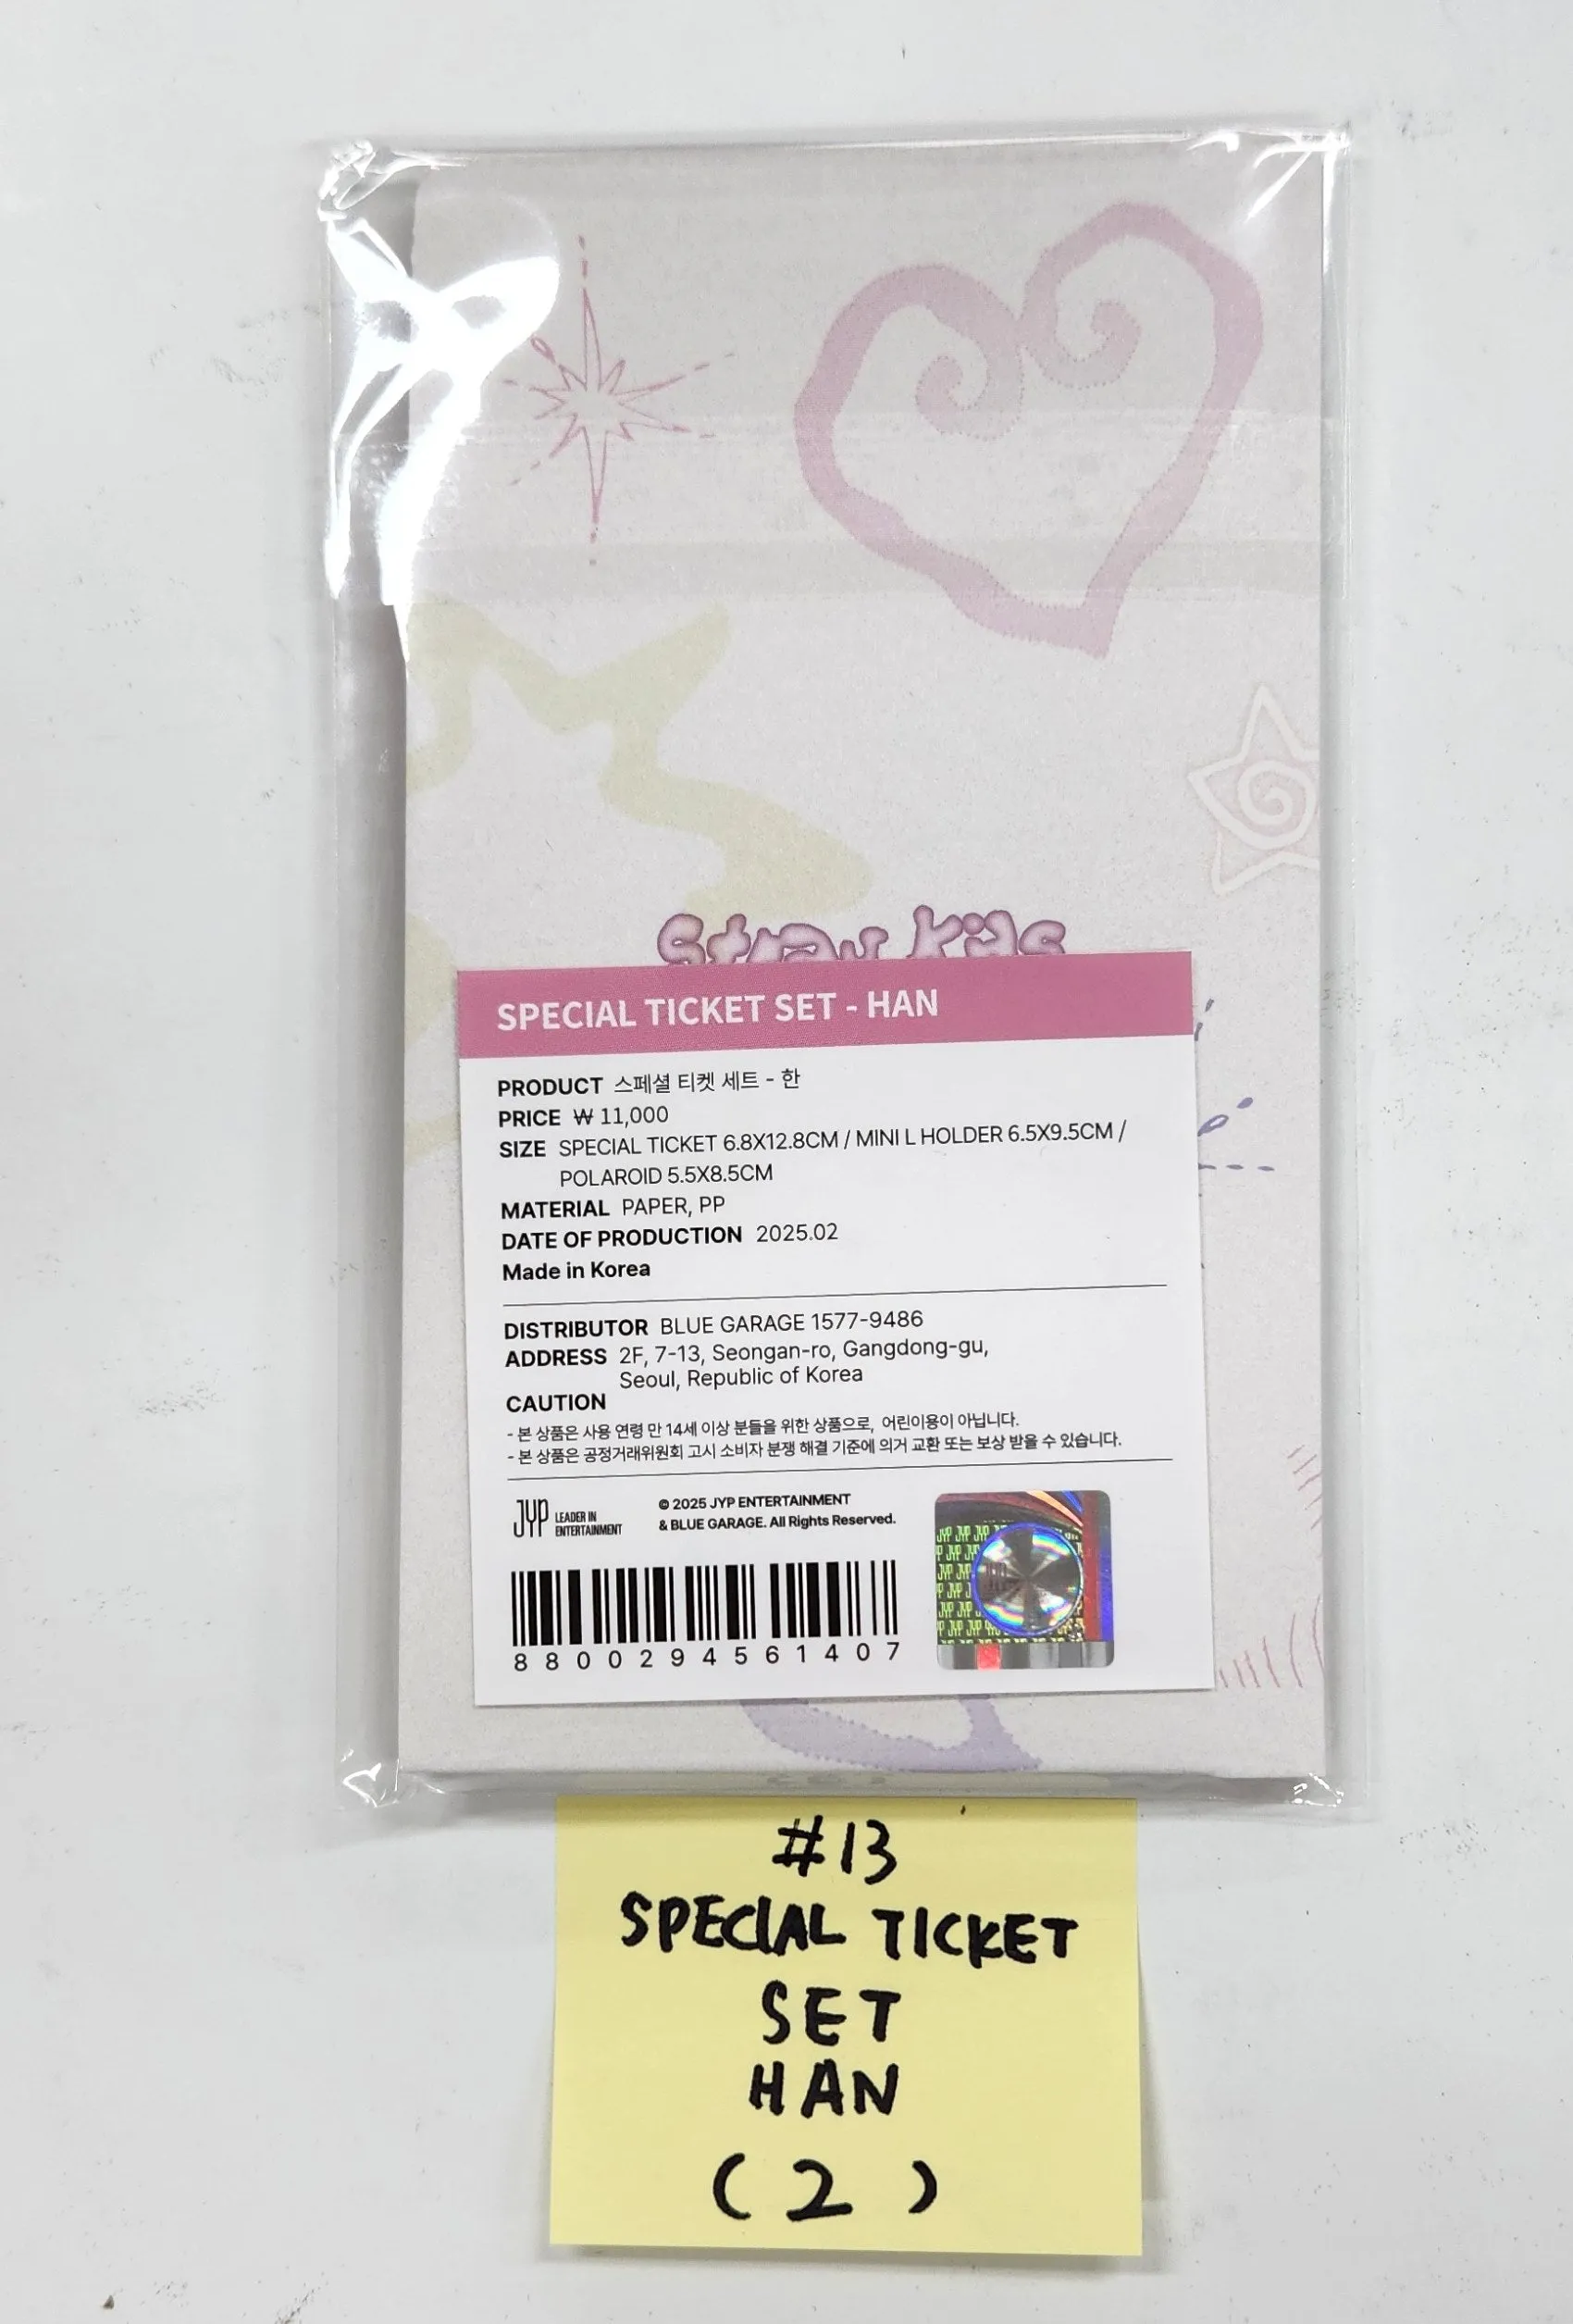 Stray Kids
SPECIAL TICKET SET - HAN
PRODUCT 스페셜 티켓 세트 - 한
PRICE ₩ 11,000
SIZE SPECIAL TICKET 6.8X12.8CM / MINI L HOLDER 6.5X9.5CM /
POLAROID 5.5X8.5CM
MATERIAL PAPER, PP
DATE OF PRODUCTION 2025.02
Made in Korea
DISTRIBUTOR BLUE GARAGE 1577-9486
ADDRESS 2F, 7-13, Seongan-ro, Gangdong-gu,
Seoul, Republic of Korea
CAUTION
- 본 상품은 사용 연령 만 14세 이상 분들을 위한 상품으로, 어린이용이 아닙니다.
- 본 상품은 공정거래위원회 고시 소비자 분쟁 해결 기준에 의거 교환 또는 보상 받을 수 있습니다.
JYP LEADER IN
ENTERTAINMENT
© 2025 JYP ENTERTAINMENT
& BLUE GARAGE. All Rights Reserved.
8800294561407
#13
SPECIAL TICKET
SET
HAN
(2)